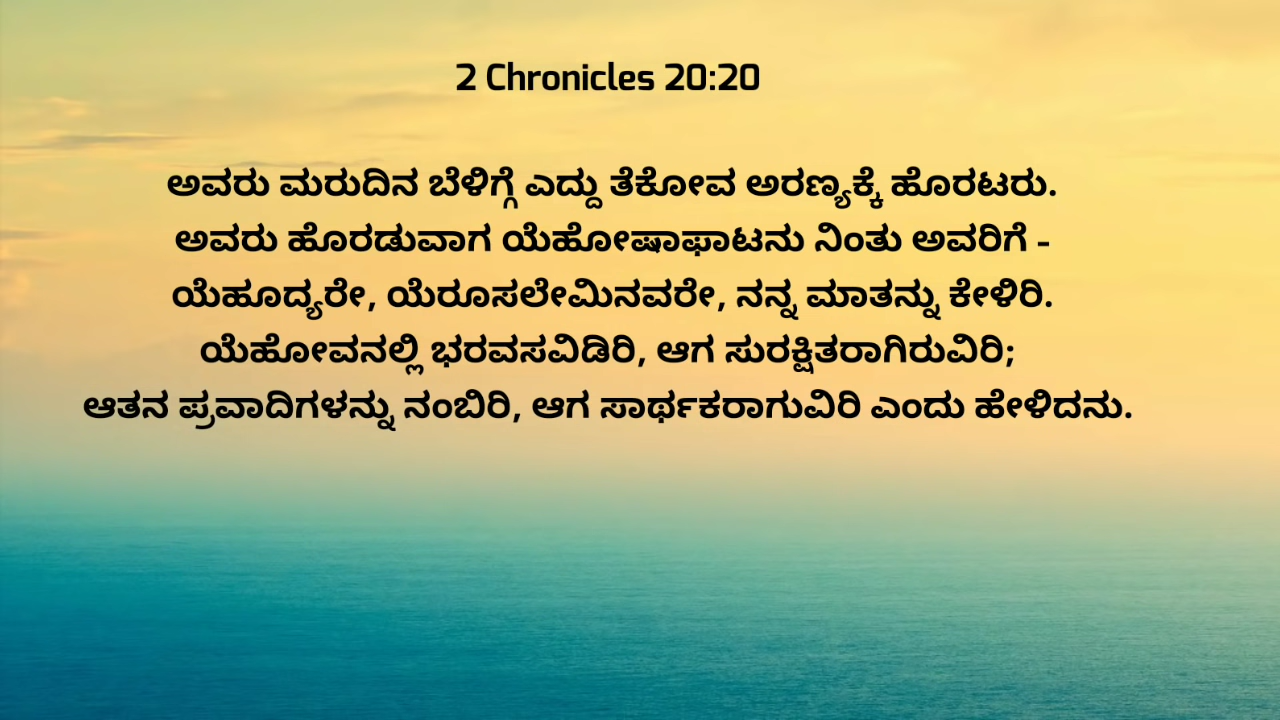 2 Chronicles 20:20
ಅವರು ಮರುದಿನ ಬೆಳಿಗ್ಗೆ ಎದ್ದು ತೆಕೋವ ಅರಣ್ಯಕ್ಕೆ ಹೊರಟರು.
ಅವರು ಹೊರಡುವಾಗ ಯೆಹೋಷಾಫಾಟನು ನಿಂತು ಅವರಿಗೆ -
ಯೆಹೂದ್ಯರೇ, ಯೆರೂಸಲೇಮಿನವರೇ, ನನ್ನ ಮಾತನ್ನು ಕೇಳಿರಿ.
ಯೆಹೋವನಲ್ಲಿ ಭರವಸವಿಡಿರಿ, ಆಗ ಸುರಕ್ಷಿತರಾಗಿರುವಿರಿ;
ಆತನ ಪ್ರವಾದಿಗಳನ್ನು ನಂಬಿರಿ, ಆಗ ಸಾರ್ಥಕರಾಗುವಿರಿ ಎಂದು ಹೇಳಿದನು.